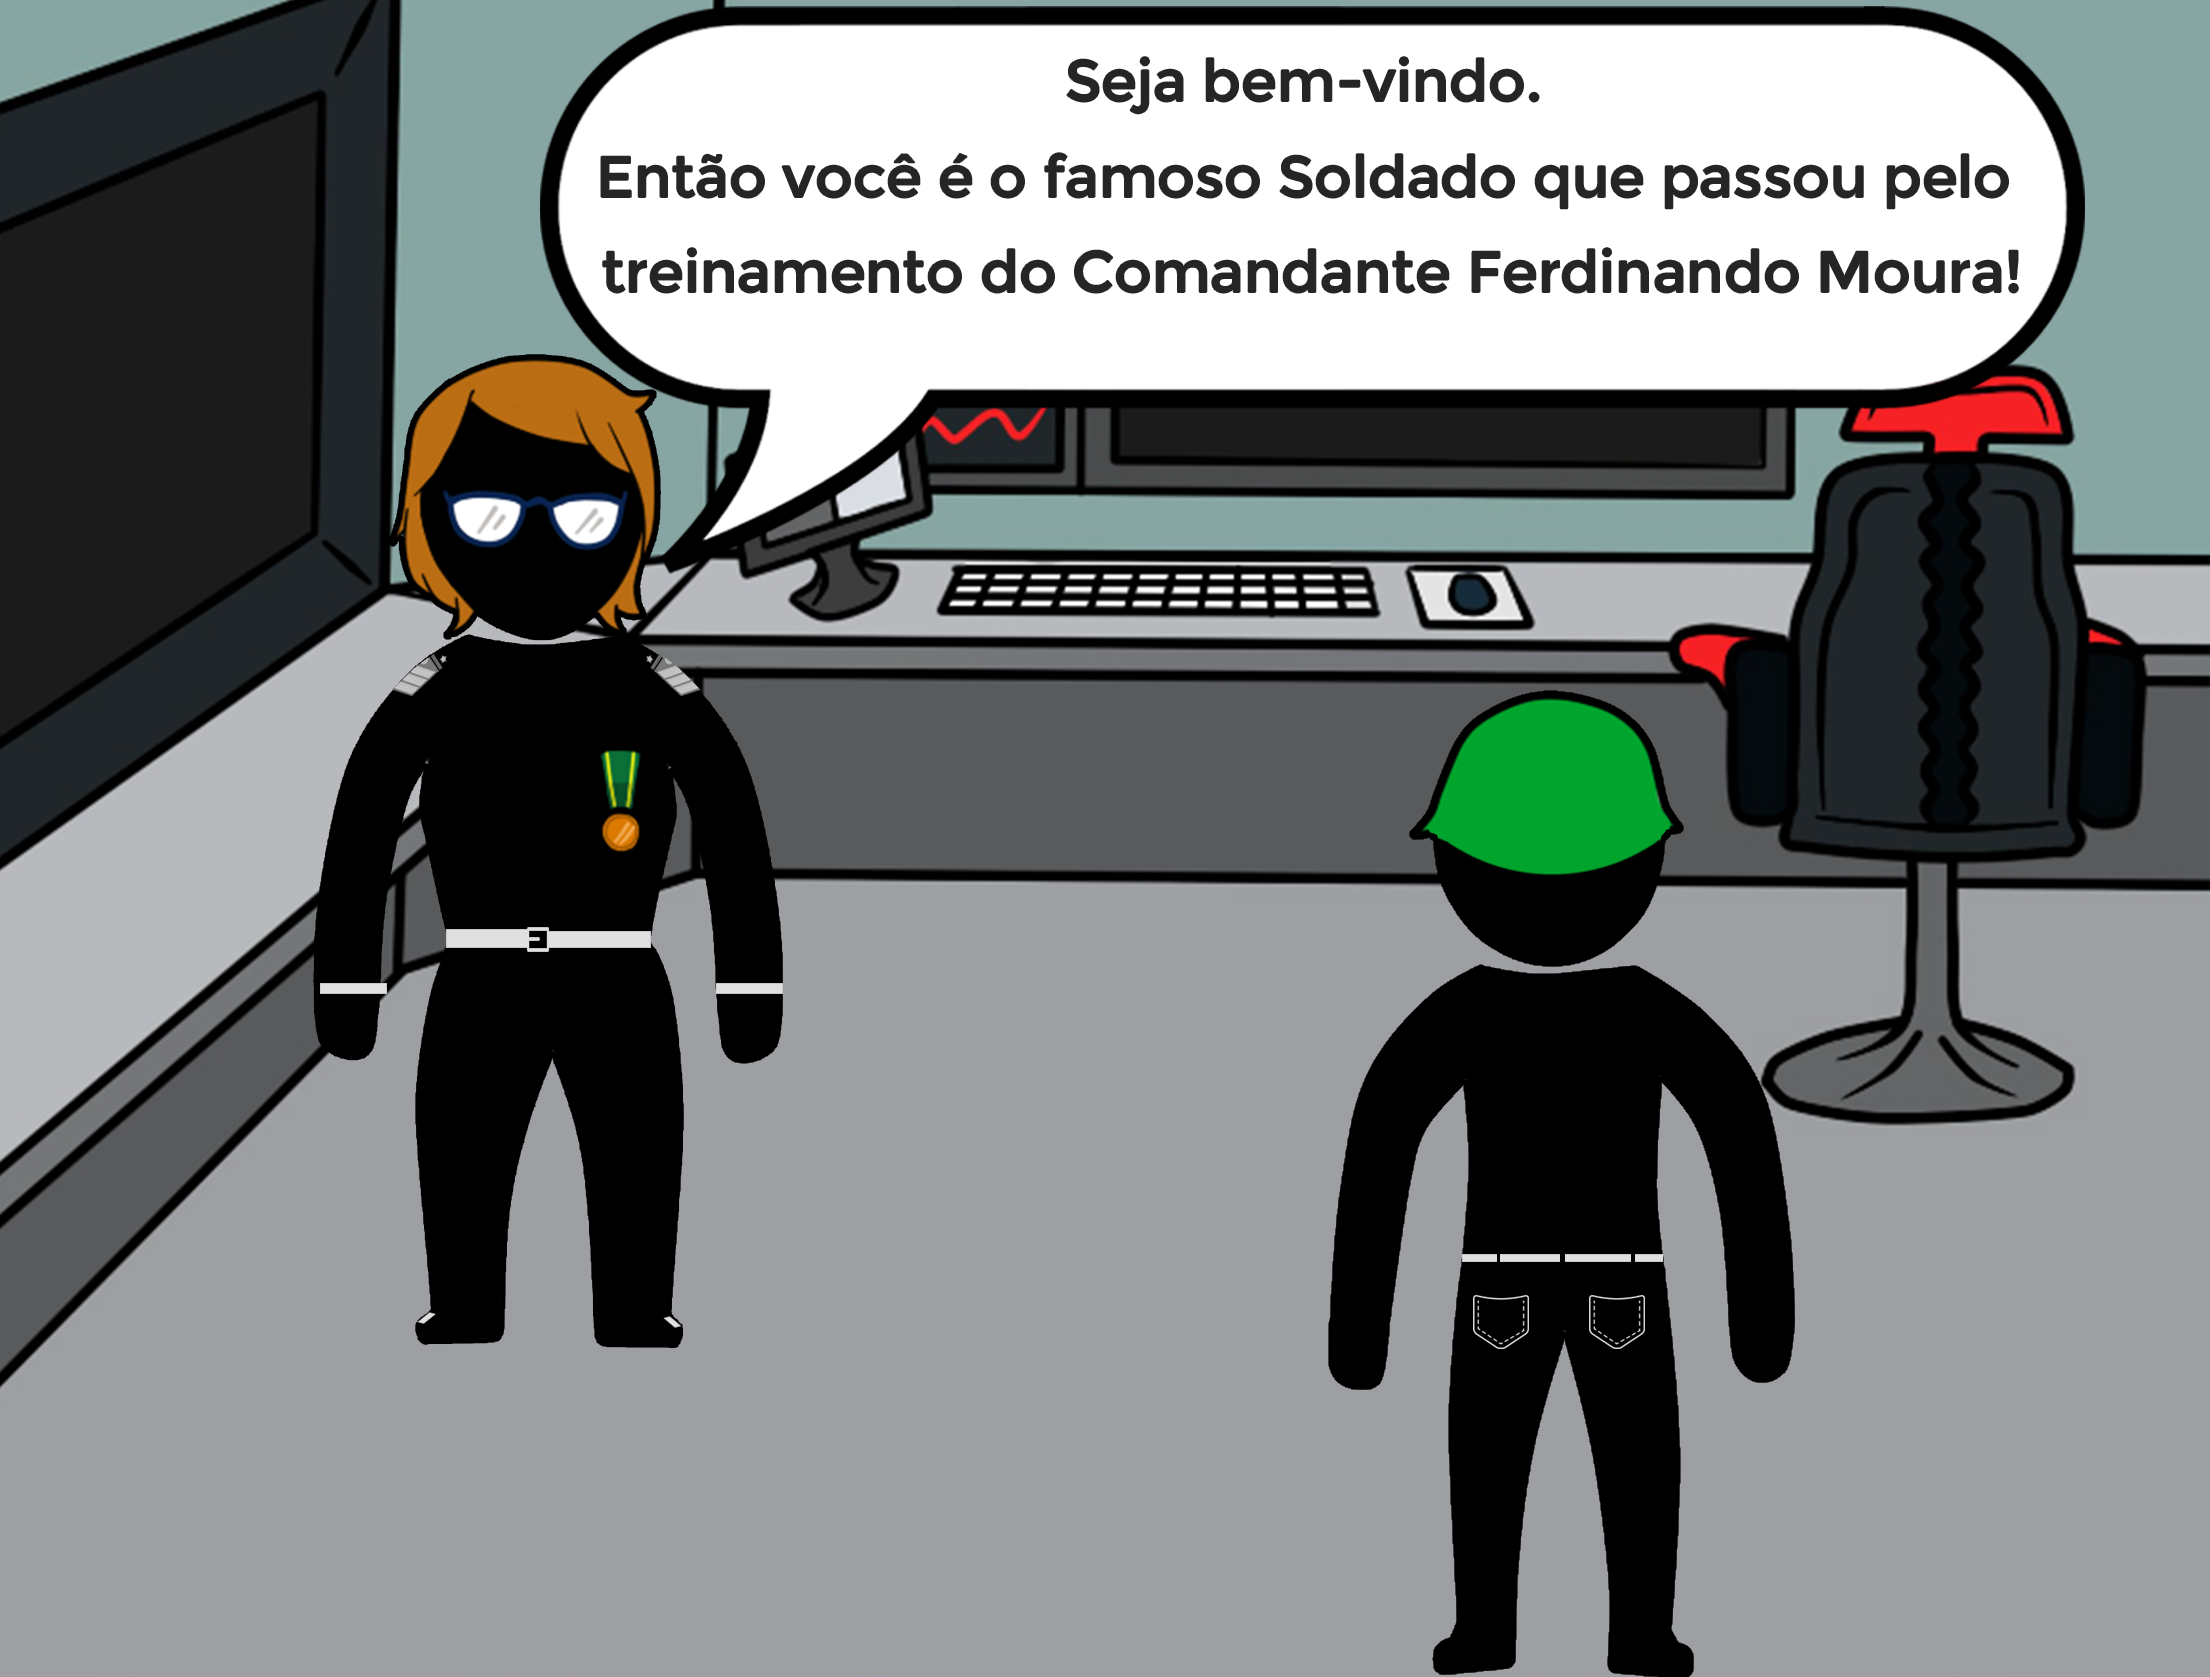 Seja bem-vindo.
Então você é o famoso Soldado que passou pelo
treinamento do Comandante Ferdinando Moura!